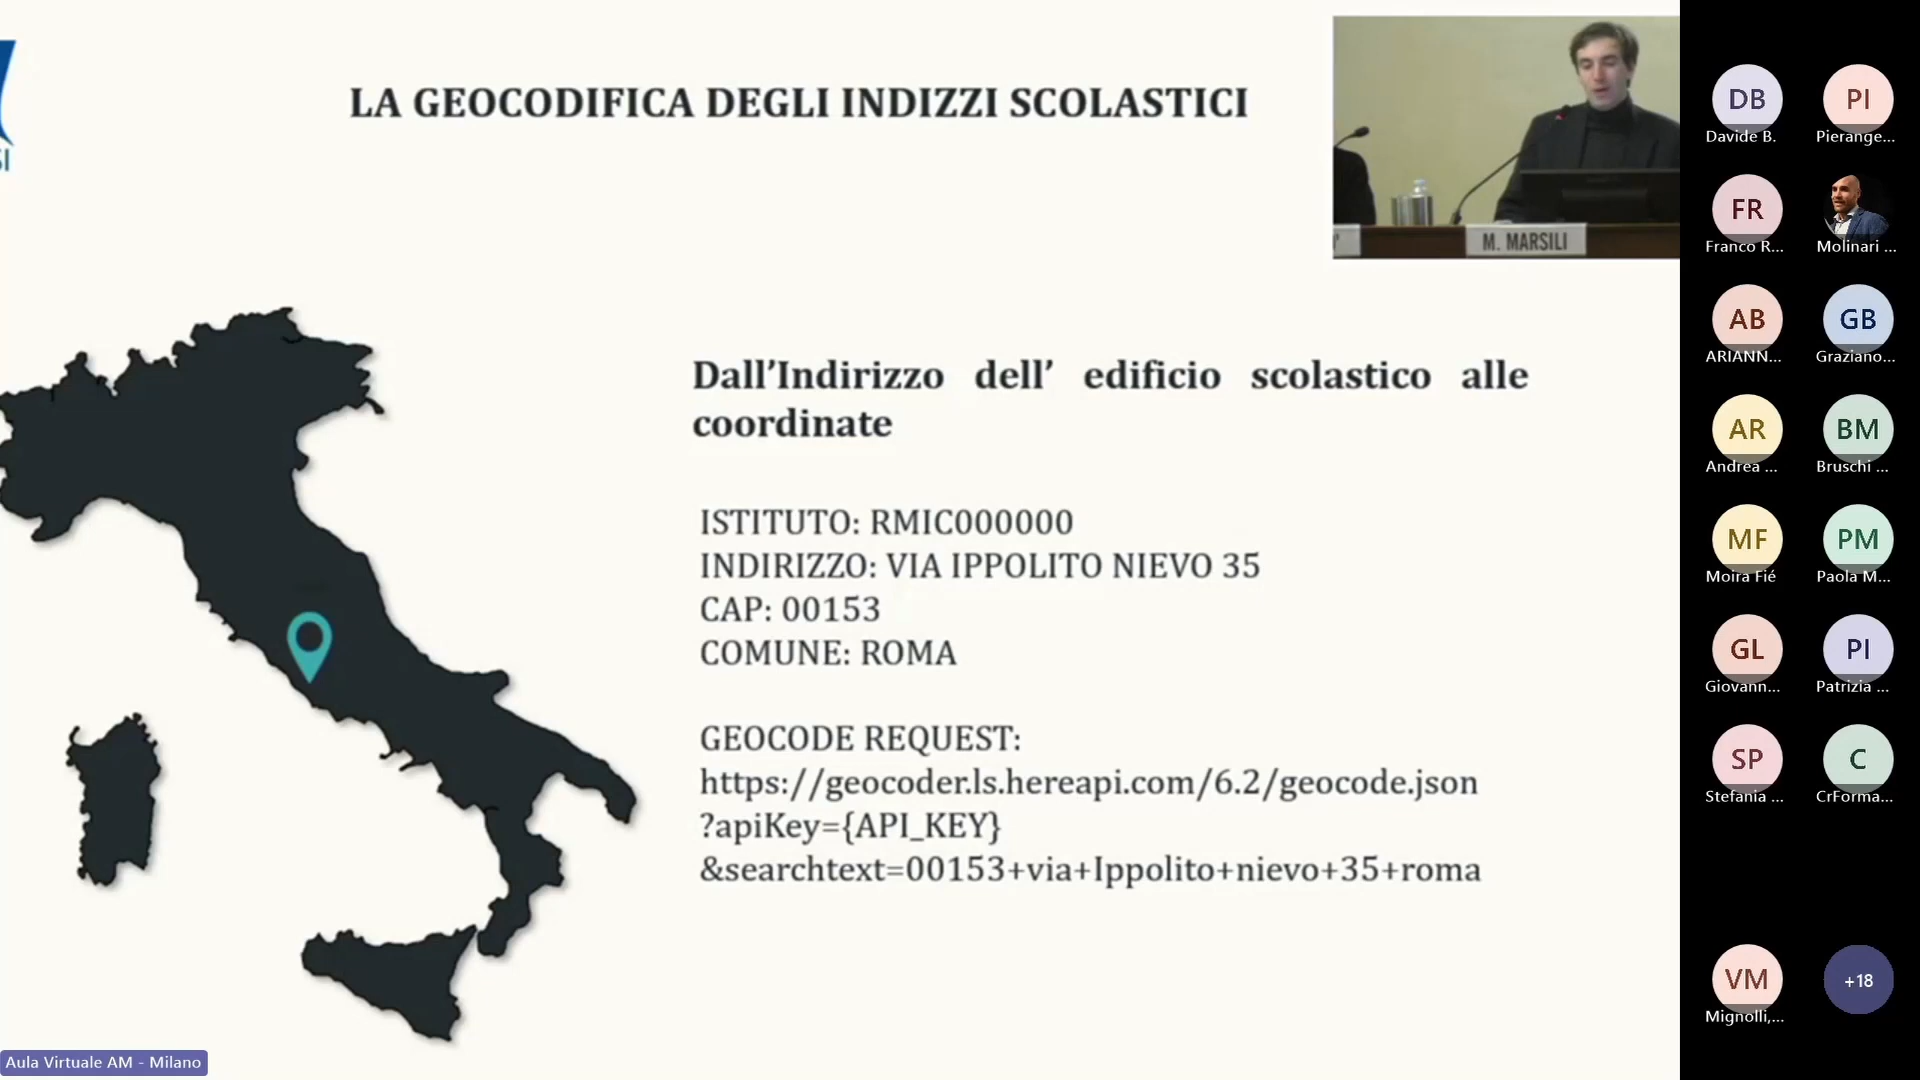 LA GEOCODIFICA DEGLI INDIZZI SCOLASTICI
SI
M. MARSILI
Dall’Indirizzo dell’ edificio scolastico alle
coordinate
ISTITUTO: RMIC000000
INDIRIZZO: VIA IPPOLITO NIEVO 35
CAP: 00153
COMUNE: ROMA
GEOCODE REQUEST:
https://geocoder.ls.hereapi.com/6.2/geocode.json
?apiKey={API_KEY}
&searchtext=00153+via+Ippolito+nievo+35+roma
Aula Virtuale AM - Milano
DB
Davide B.
PI
Pierange...
FR
Franco R...
Molinari ...
AB
ARIANN...
GB
Graziano...
AR
Andrea ...
BM
Bruschi ...
MF
Moira Fié
PM
Paola M...
GL
Giovann...
PI
Patrizia ...
SP
Stefania ...
C
CrForma...
VM
Mignolli,...
+18